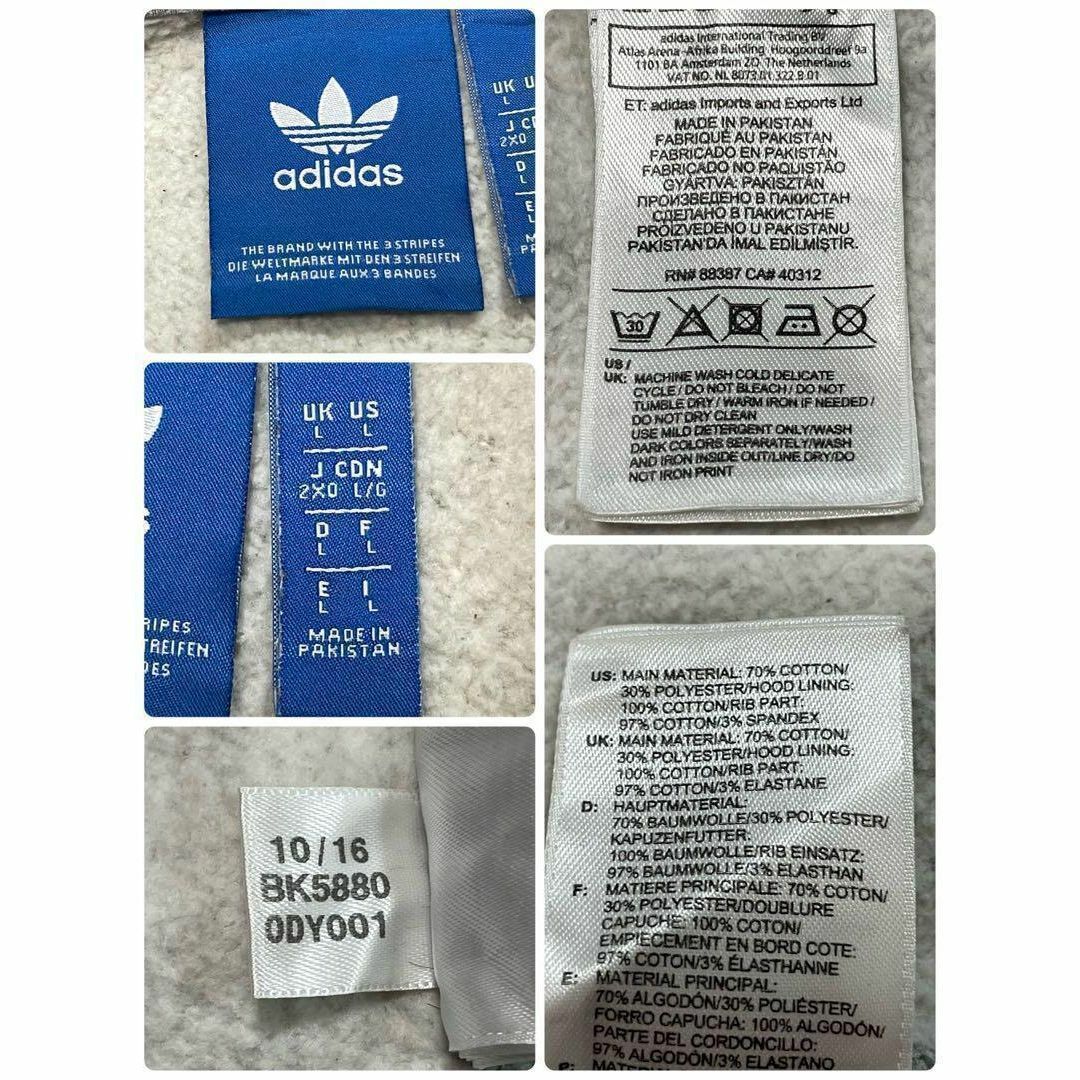 adidas
THE BRAND WITH THE 3 STRIPES
DIE WELTMARKE MIT DEN 3 STREIFEN
LA MARQUE AUX 3 BANDES
UK
L
J
2XO
D
L
E
L
adidas International Trading BV
Atlas Arena -Afrika Building Hoogoorddreef 9a
1101 BA Amsterdam ZO The Netherlands
VAT NO. NL 8073.01.322.B.01
ET: adidas Imports and Exports Ltd
MADE IN PAKISTAN
FABRIQUÉ AU PAKISTAN
FABRICADO EN PAKISTÁN
FABRICADO NO PAQUISTÃO
GYÁRTVA: PAKISZTÁN
ПРОИЗВЕДЕНО В ПАКИСТАН
СДЕЛАНО В ПАКИСТАНЕ
PROIZVEDENO U PAKISTANU
PAKİSTAN'DA İMAL EDİLMİŞTİR.
RN# 88387 CA# 40312
30
US /
UK: MACHINE WASH COLD DELICATE
CYCLE / DO NOT BLEACH / DO NOT
TUMBLE DRY / WARM IRON IF NEEDED /
DO NOT DRY CLEAN
USE MILD DETERGENT ONLY/WASH
DARK COLORS SEPARATELY/WASH
AND IRON INSIDE OUT/LINE DRY/DO
NOT IRON PRINT
RIPES
TREIFEN
DES
UK US
L L
J CDN
2XO L/G
D F
L L
E I
L L
MADE IN
PAKISTAN
10/16
BK5880
0DY001
US: MAIN MATERIAL: 70% COTTON/
30% POLYESTER/HOOD LINING:
100% COTTON/RIB PART:
97% COTTON/3% SPANDEX
UK: MAIN MATERIAL: 70% COTTON/
30% POLYESTER/HOOD LINING:
100% COTTON/RIB PART:
97% COTTON/3% ELASTANE
D: HAUPTMATERIAL:
70% BAUMWOLLE/30% POLYESTER/
KAPUZENFUTTER:
100% BAUMWOLLE/RIB EINSATZ:
97% BAUMWOLLE/3% ELASTHAN
F: MATIERE PRINCIPALE: 70% COTON/
30% POLYESTER/DOUBLURE
CAPUCHE: 100% COTON/
EMPIECEMENT EN BORD COTE:
97% COTON/3% ÉLASTHANNE
E: MATERIAL PRINCIPAL:
70% ALGODÓN/30% POLIÉSTER/
FORRO CAPUCHA: 100% ALGODÓN/
PARTE DEL CORDONCILLO:
97% ALGODÓN/3% ELASTANO